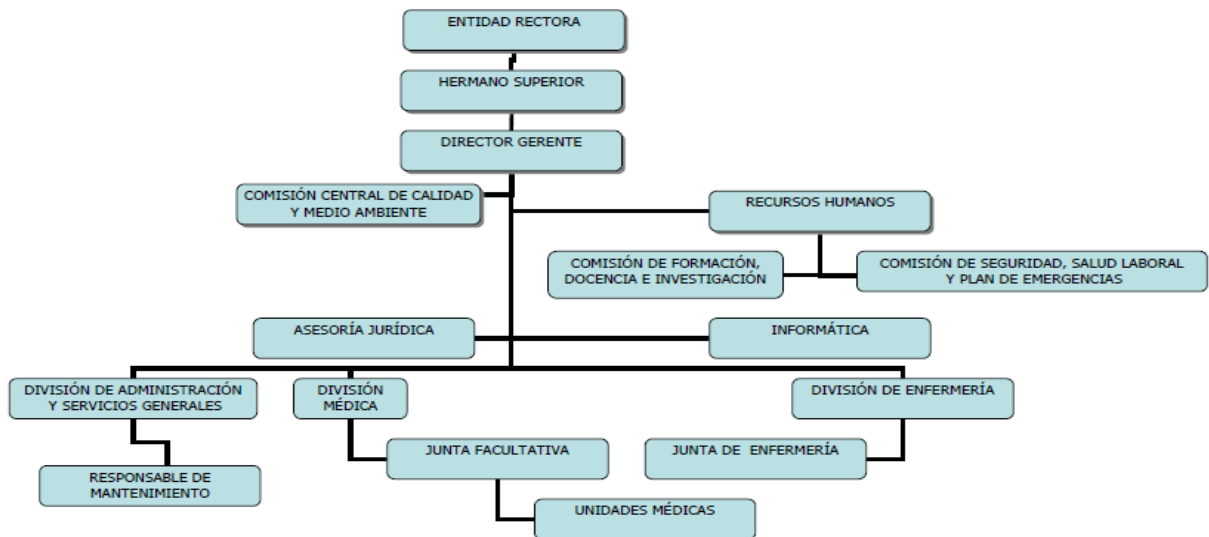 ENTIDAD RECTORA
HERMANO SUPERIOR
DIRECTOR GERENTE
COMISIÓN CENTRAL DE CALIDAD
Y MEDIO AMBIENTE
RECURSOS HUMANOS
COMISIÓN DE FORMACIÓN,
DOCENCIA E INVESTIGACIÓN
COMISIÓN DE SEGURIDAD, SALUD LABORAL
Y PLAN DE EMERGENCIAS
ASESORÍA JURÍDICA
INFORMÁTICA
DIVISIÓN DE ADMINISTRACIÓN
Y SERVICIOS GENERALES
DIVISIÓN
MÉDICA
DIVISIÓN DE ENFERMERÍA
JUNTA FACULTATIVA
JUNTA DE ENFERMERÍA
RESPONSABLE DE
MANTENIMIENTO
UNIDADES MÉDICAS